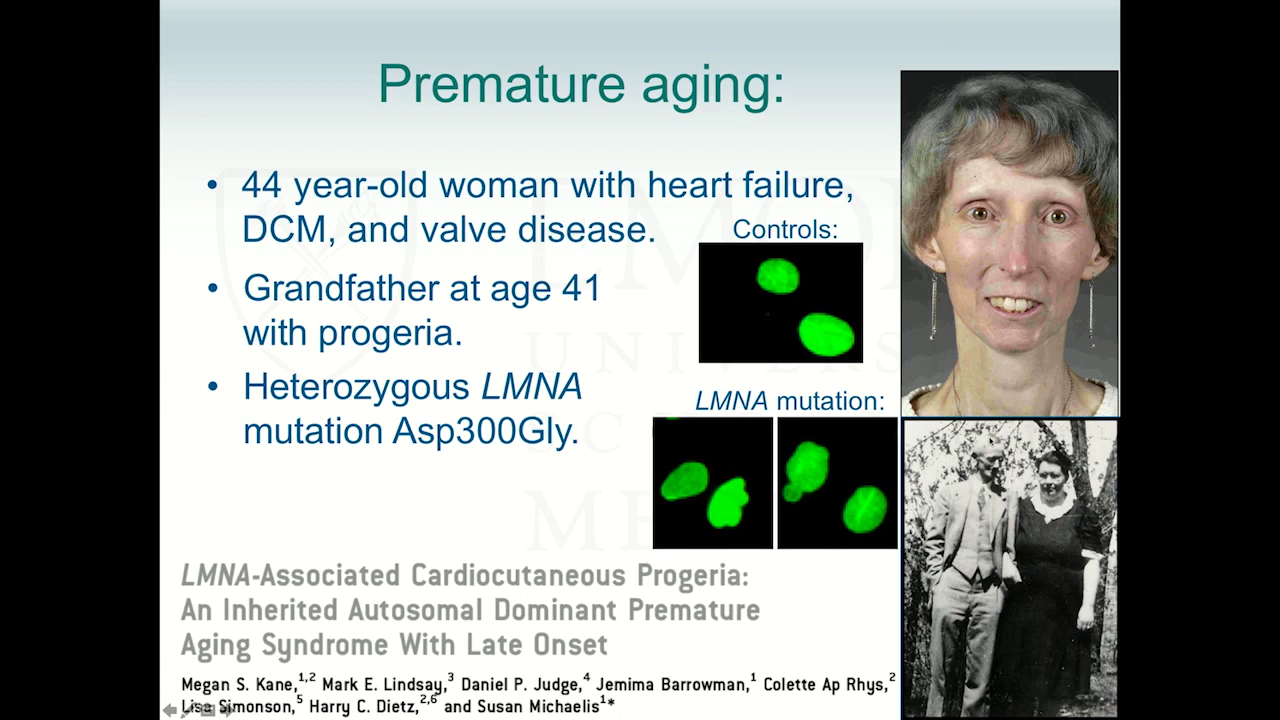 Premature aging:
• 44 year-old woman with heart failure,
DCM, and valve disease.
• Grandfather at age 41
with progeria.
• Heterozygous LMNA
mutation Asp300Gly.
Controls:
LMNA mutation:
LMNA-Associated Cardiocutaneous Progeria:
An Inherited Autosomal Dominant Premature
Aging Syndrome With Late Onset
Megan S. Kane,1,2 Mark E. Lindsay,3 Daniel P. Judge,4 Jemima Barrowman,1 Colette Ap Rhys,2
Lisa Simonson,5 Harry C. Dietz,2,6 and Susan Michaelis1*